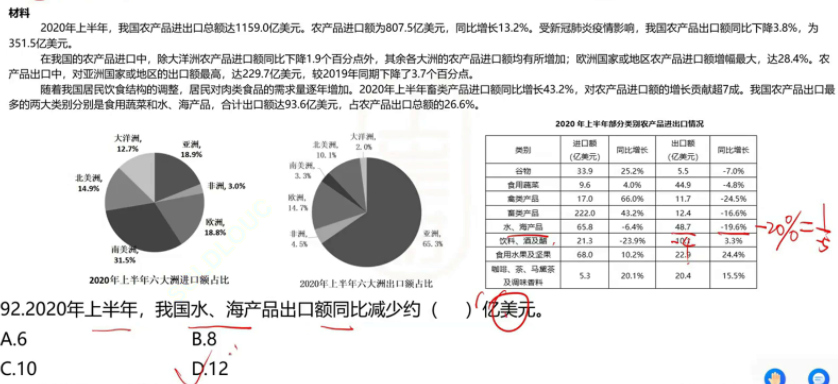 材料
2020年上半年，我国农产品进出口总额达1159.0亿美元。农产品进口额为807.5亿美元，同比增长13.2%。受新冠肺炎疫情影响，我国农产品出口额同比下降3.8%，为
351.5亿美元。
在我国的农产品进口中，除大洋洲农产品进口额同比下降1.9个百分点外，其余各大洲的农产品进口额均有所增加；欧洲国家或地区农产品进口额增幅最大，达28.4%。农
产品出口中，对亚洲国家或地区的出口额最高，达229.7亿美元，较2019年同期下降了3.7个百分点。
随着我国居民饮食结构的调整，居民对肉类食品的需求量逐年增加。2020年上半年畜类产品进口额同比增长43.2%，对农产品进口额的增长贡献超7成。我国农产品出口最
多的两大类别分别是食用蔬菜和水、海产品，合计出口额达93.6亿美元，占农产品出口总额的26.6%。
大洋洲,
12.7%
亚洲,
18.9%
非洲, 3.0%
欧洲,
18.8%
南美洲,
31.5%
北美洲,
14.9%
2020年上半年六大洲进口额占比
大洋洲,
2.0%
北美洲,
10.1%
南美洲,
3.3%
欧洲,
14.7%
非洲,
4.5%
亚洲,
65.3%
2020年上半年六大洲出口额占比
2020 年上半年部分类别农产品进出口情况
类别 进口额（亿美元） 同比增长 出口额（亿美元） 同比增长
谷物 33.9 25.2% 5.5 -7.0%
食用蔬菜 9.6 4.0% 44.9 -4.8%
禽类产品 17.0 66.0% 11.7 -24.5%
畜类产品 222.0 43.2% 12.4 -16.6%
水、海产品 65.8 -6.4% 48.7 -19.6%
饮料、酒及醋 21.3 -23.9% 3.3%
食用水果及坚果 68.0 10.2% 22.9 24.4%
咖啡、茶、马黛茶及调味香料 5.3 20.1% 20.4 15.5%
-20%=1/5
92.2020年上半年，我国水、海产品出口额同比减少约（ ）亿美元。
A.6 B.8
C.10 D.12